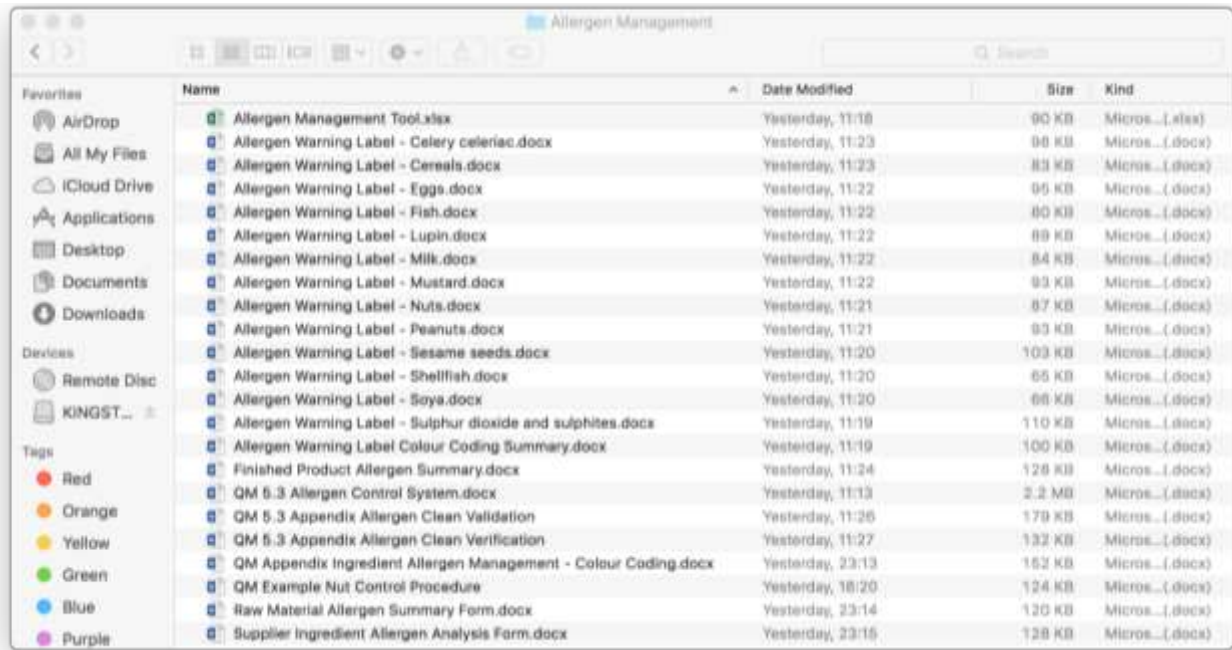 Allergen Management
Search
Favorites
AirDrop
All My Files
iCloud Drive
Applications
Desktop
Documents
Downloads
Devices
Remote Disc
KINGST...
Tags
Red
Orange
Yellow
Green
Blue
Purple
Name Date Modified Size Kind
Allergen Management Tool.xlsx Yesterday, 11:18 90 KB Micros...(.xlsx)
Allergen Warning Label - Celery celeriac.docx Yesterday, 11:23 98 KB Micros...(.docx)
Allergen Warning Label - Cereals.docx Yesterday, 11:23 83 KB Micros...(.docx)
Allergen Warning Label - Eggs.docx Yesterday, 11:22 95 KB Micros...(.docx)
Allergen Warning Label - Fish.docx Yesterday, 11:22 80 KB Micros...(.docx)
Allergen Warning Label - Lupin.docx Yesterday, 11:22 89 KB Micros...(.docx)
Allergen Warning Label - Milk.docx Yesterday, 11:22 84 KB Micros...(.docx)
Allergen Warning Label - Mustard.docx Yesterday, 11:22 93 KB Micros...(.docx)
Allergen Warning Label - Nuts.docx Yesterday, 11:21 87 KB Micros...(.docx)
Allergen Warning Label - Peanuts.docx Yesterday, 11:21 93 KB Micros...(.docx)
Allergen Warning Label - Sesame seeds.docx Yesterday, 11:20 103 KB Micros...(.docx)
Allergen Warning Label - Shellfish.docx Yesterday, 11:20 65 KB Micros...(.docx)
Allergen Warning Label - Soya.docx Yesterday, 11:20 66 KB Micros...(.docx)
Allergen Warning Label - Sulphur dioxide and sulphites.docx Yesterday, 11:19 110 KB Micros...(.docx)
Allergen Warning Label Colour Coding Summary.docx Yesterday, 11:19 100 KB Micros...(.docx)
Finished Product Allergen Summary.docx Yesterday, 11:24 128 KB Micros...(.docx)
QM 5.3 Allergen Control System.docx Yesterday, 11:13 2.2 MB Micros...(.docx)
QM 5.3 Appendix Allergen Clean Validation Yesterday, 11:26 179 KB Micros...(.docx)
QM 5.3 Appendix Allergen Clean Verification Yesterday, 11:27 132 KB Micros...(.docx)
QM Appendix Ingredient Allergen Management - Colour Coding.docx Yesterday, 23:13 152 KB Micros...(.docx)
QM Example Nut Control Procedure Yesterday, 18:20 124 KB Micros...(.docx)
Raw Material Allergen Summary Form.docx Yesterday, 23:14 120 KB Micros...(.docx)
Supplier Ingredient Allergen Analysis Form.docx Yesterday, 23:15 128 KB Micros...(.docx)